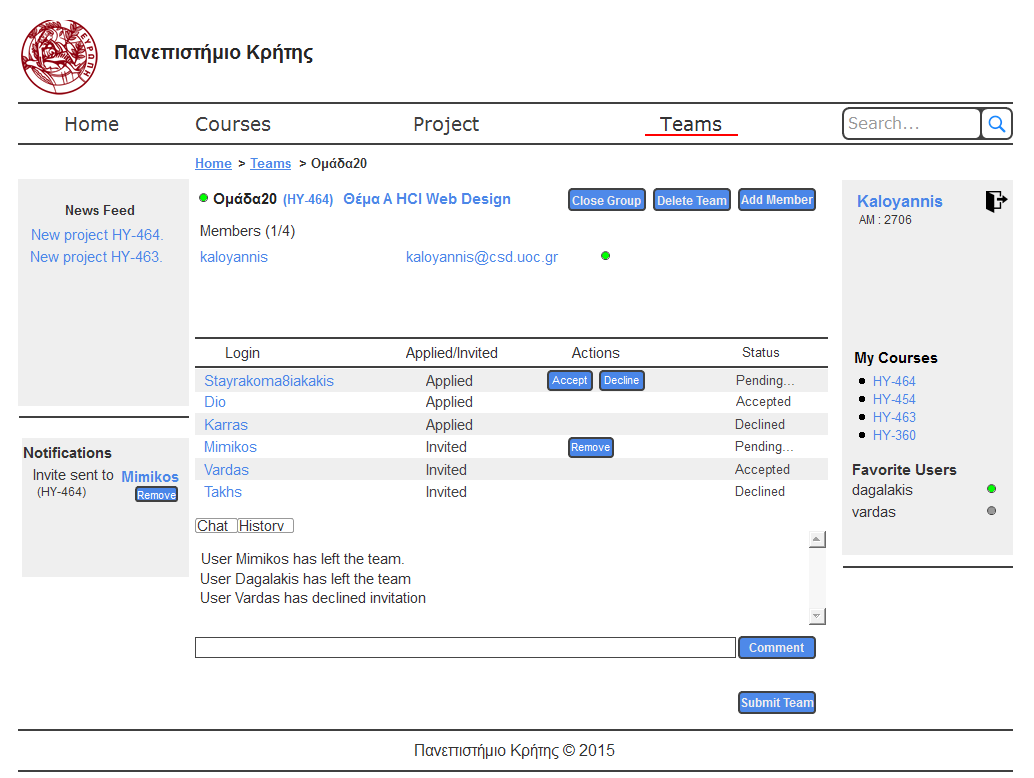 ΕΥΡΩΠΗ
Πανεπιστήμιο Κρήτης
Home Courses Project Teams Search...
Home > Teams > Ομάδα20
News Feed
New project HY-464.
New project HY-463.
Notifications
Invite sent to Mimikos
(HY-464) Remove
Ομάδα20 (HY-464) Θέμα Α HCI Web Design Close Group Delete Team Add Member
Members (1/4)
kaloyannis kaloyannis@csd.uoc.gr
Login Applied/Invited Actions Status
Stayrakoma8iakakis Applied Accept Decline Pending...
Dio Applied Accepted
Karras Applied Declined
Mimikos Invited Remove Pending...
Vardas Invited Accepted
Takhs Invited Declined
Chat History
User Mimikos has left the team.
User Dagalakis has left the team
User Vardas has declined invitation
Comment
Submit Team
Kaloyannis
AM : 2706
My Courses
HY-464
HY-454
HY-463
HY-360
Favorite Users
dagalakis
vardas
Πανεπιστήμιο Κρήτης © 2015